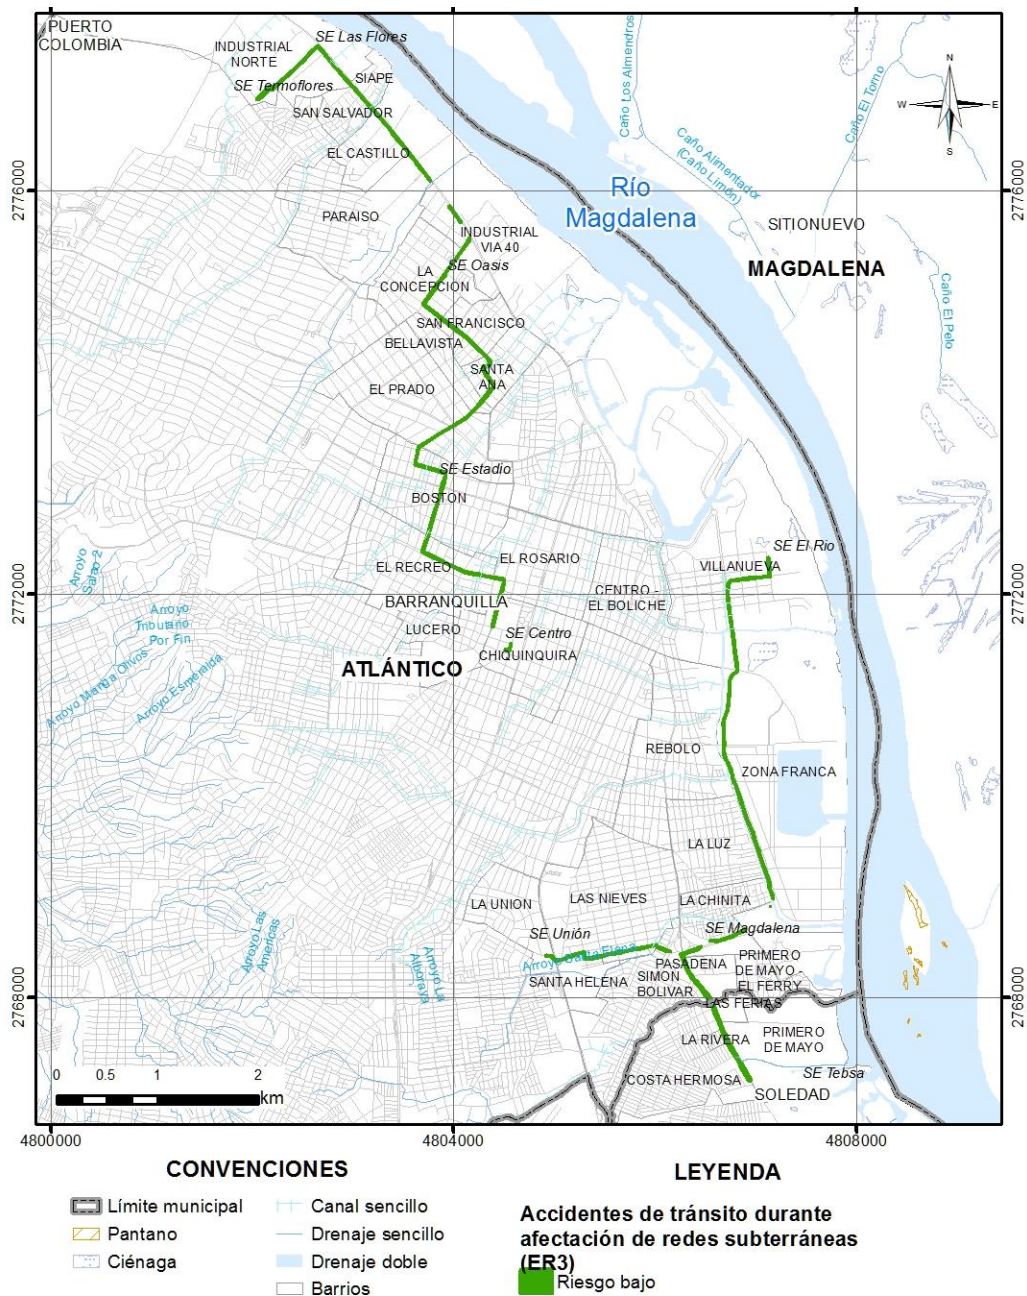 PUERTO
COLOMBIA
INDUSTRIAL
NORTE
SE Las Flores
SE Termoflores
SIAPE
SAN SALVADOR
EL CASTILLO
PARAISO
INDUSTRIAL
VIA 40
SE Oasis
LA
CONCEPCION
SAN FRANCISCO
BELLAVISTA
SANTA
ANA
EL PRADO
SE Estadio
BOSTON
EL ROSARIO
EL RECREO
BARRANQUILLA
LUCERO
SE Centro
CHIQUINQUIRA
ATLÁNTICO
CENTRO -
EL BOLICHE
SE El Rio
VILLANUEVA
REBOLO
ZONA FRANCA
LA LUZ
LA CHINITA
LAS NIEVES
LA UNION
SE Unión
SE Magdalena
Arroyo Santa Elena
SANTA HELENA
PASADENA
SIMON
BOLIVAR
PRIMERO
DE MAYO -
EL FERRY
LAS FERIAS
LA RIVERA
PRIMERO
DE MAYO
COSTA HERMOSA
SE Tebsa
SOLEDAD
Río
Magdalena
Caño Los Almendros
Caño Alimentador
(Caño Limón)
Caño El Torno
SITIONUEVO
MAGDALENA
Caño El Pelo
Arroyo
Salao 2
Arroyo
Tributario
Por Fin
Arroyo Manga Olivos
Arroyo Esmeralda
Arroyo Las
Americas
Arroyo La
Alboraya
N
W
E
S
2776000
2772000
2768000
2776000
2772000
2768000
0 0.5 1 2
km
4800000
4804000
4808000
CONVENCIONES
Límite municipal
Pantano
Ciénaga
Canal sencillo
Drenaje sencillo
Drenaje doble
Barrios
LEYENDA
Accidentes de tránsito durante
afectación de redes subterráneas
(ER3)
Riesgo bajo